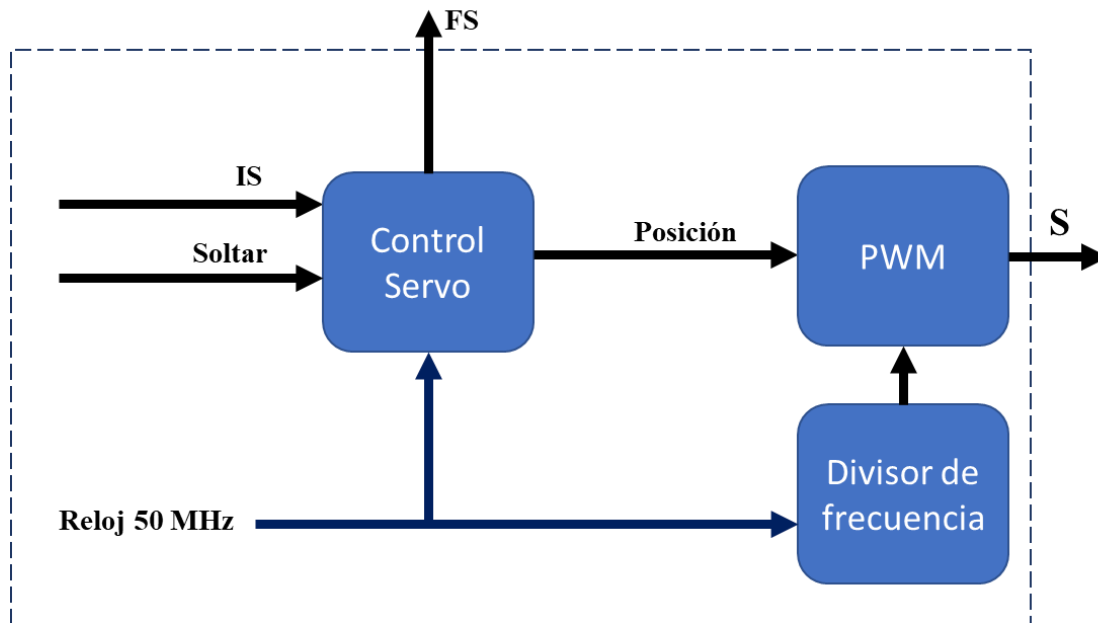 FS
IS
Soltar
Control
Servo
Posición
PWM
S
Reloj 50 MHz
Divisor de
frecuencia